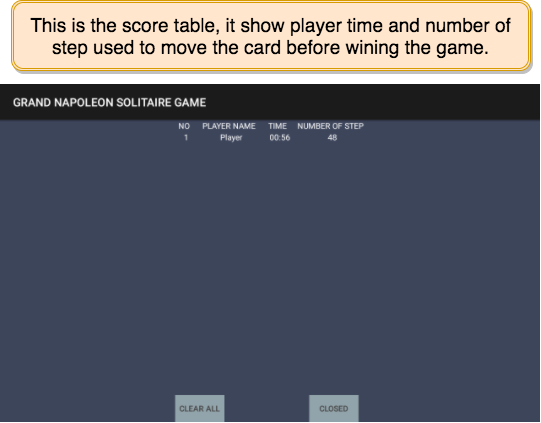 This is the score table, it show player time and number of
step used to move the card before wining the game.
GRAND NAPOLEON SOLITAIRE GAME
NO PLAYER NAME TIME NUMBER OF STEP
1 Player 00:56 48
CLEAR ALL CLOSED